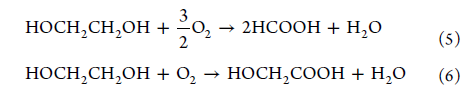 HOCH₂CH₂OH + 3/2 O₂ → 2HCOOH + H₂O (5)
HOCH₂CH₂OH + O₂ → HOCH₂COOH + H₂O (6)